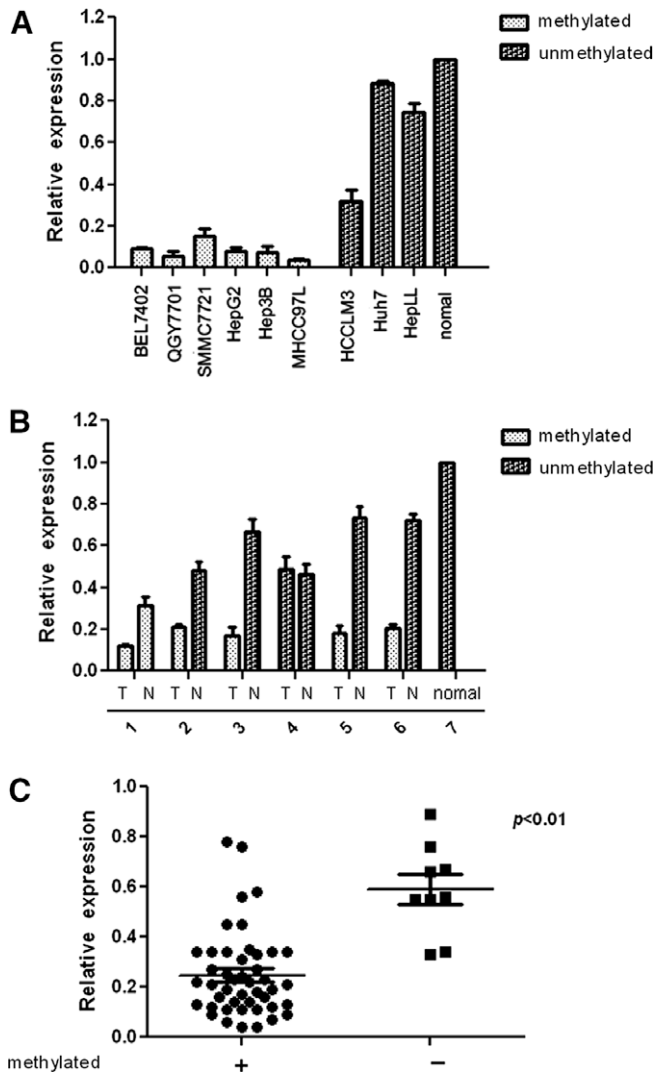 A
Relative expression
1.2
1.0
0.8
0.6
0.4
0.2
0.0
BEL7402
QGY7701
SMMC7721
HepG2
Hep3B
MHCC97L
HCCLM3
Huh7
HepLL
nomal
methylated
unmethylated
B
Relative expression
1.2
1.0
0.8
0.6
0.4
0.2
0.0
T N T N T N T N T N T N nomal
1 2 3 4 5 6 7
methylated
unmethylated
C
Relative expression
1.0
0.8
0.6
0.4
0.2
0.0
p<0.01
methylated + −